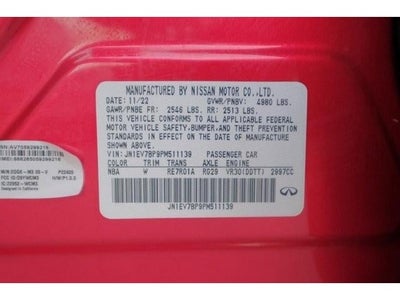 MANUFACTURED BY NISSAN MOTOR CO.,LTD.
DATE: 11/22 GVWR/PNBV: 4980 LBS.
GAWR/PNBE FR: 2546 LBS. RR: 2513 LBS.
THIS VEHICLE CONFORMS TO ALL APPLICABLE FEDERAL
MOTOR VEHICLE SAFETY,BUMPER,AND THEFT PREVENTION
STANDARDS IN EFFECT ON THE DATE OF MANUFACTURE
SHOWN ABOVE.
VIN: JN1EV7BP9PM511139 PASSENGER CAR
COLOR TRIM TRANS AXLE ENGINE
NBA W RE7R01A R029 VR30(DDTT) 2997CC
JN1EV7BP9PM511139